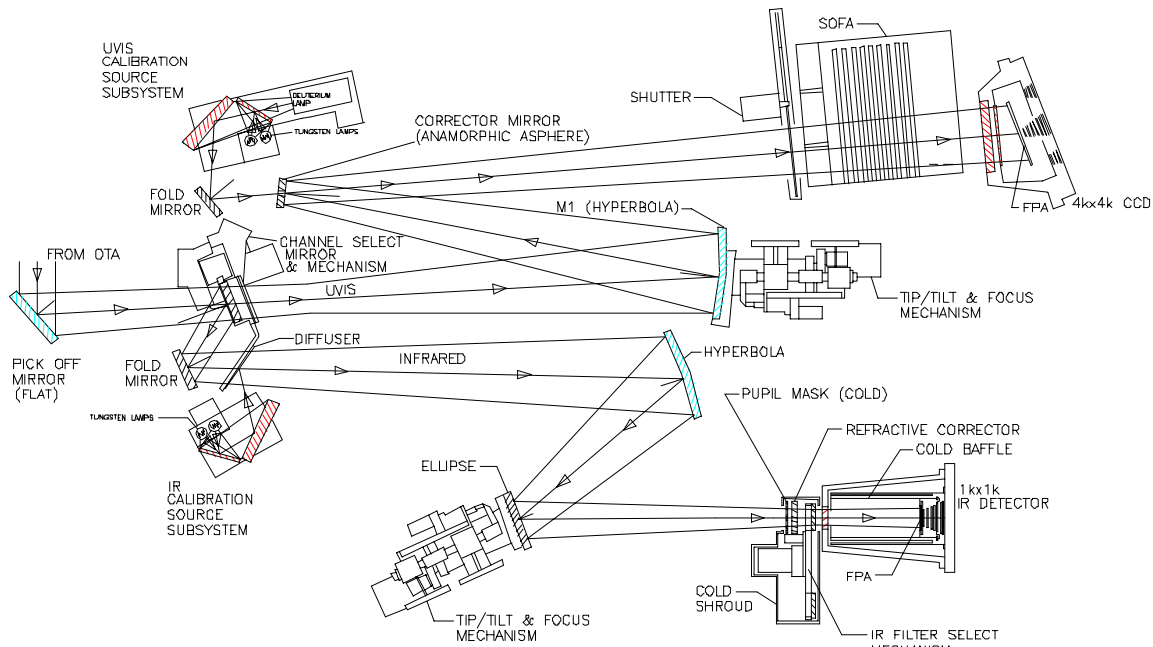 UVIS
CALIBRATION
SOURCE
SUBSYSTEM
DEUTERIUM
LAMP
TUNGSTEN LAMPS
SOFA
SHUTTER
CORRECTOR MIRROR
(ANAMORPHIC ASPHERE)
FOLD
MIRROR
M1 (HYPERBOLA)
FPA
4kx4k CCD
FROM OTA
CHANNEL SELECT
MIRROR
& MECHANISM
UVIS
TIP/TILT & FOCUS
MECHANISM
PICK OFF
MIRROR
(FLAT)
FOLD
MIRROR
DIFFUSER
INFRARED
HYPERBOLA
PUPIL MASK (COLD)
TUNGSTEN LAMPS
REFRACTIVE CORRECTOR
COLD BAFFLE
ELLIPSE
IR
CALIBRATION
SOURCE
SUBSYSTEM
1kx1k
IR DETECTOR
FPA
COLD
SHROUD
TIP/TILT & FOCUS
MECHANISM
IR FILTER SELECT
MECHANISM